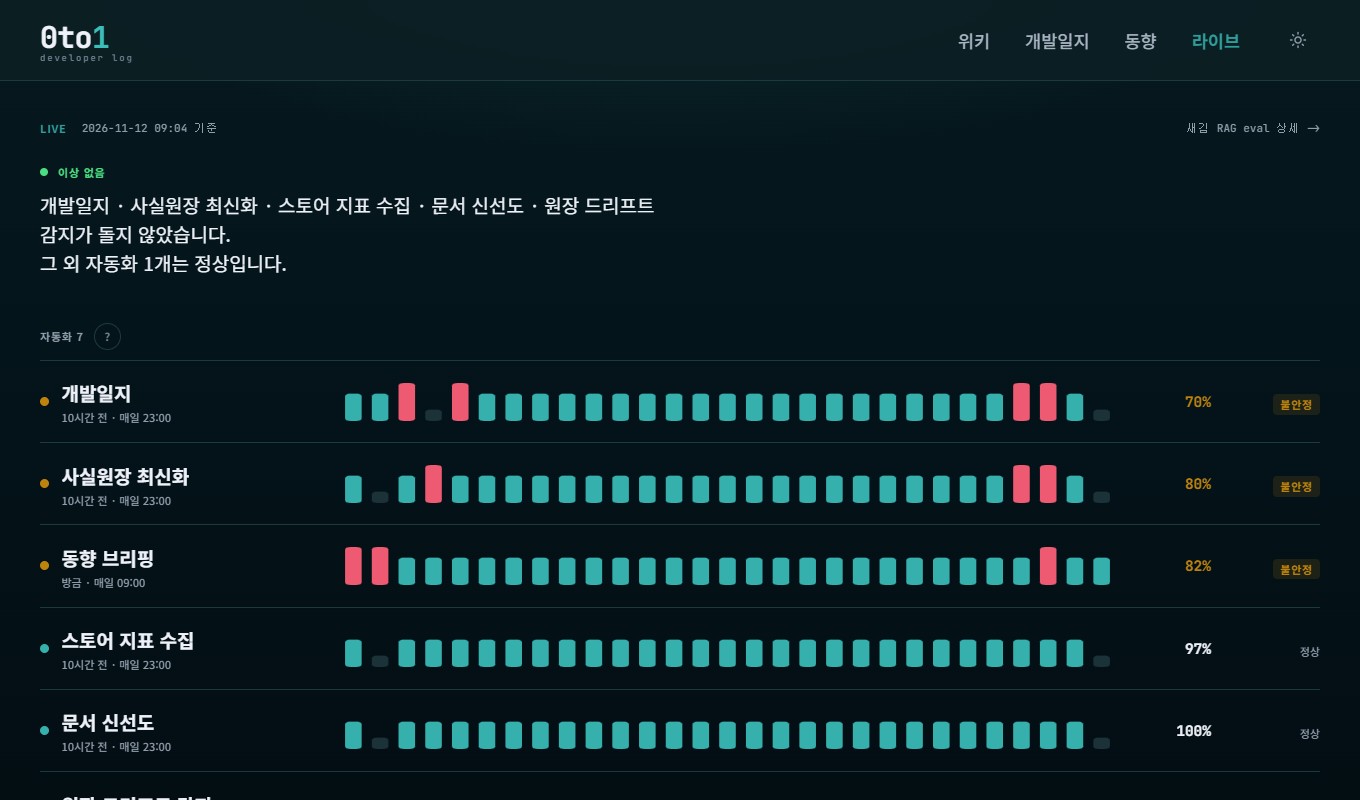 0to1
developer log
위키
개발일지
동향
라이브
LIVE 2026-11-12 09:04 기준
새김 RAG eval 상세 →
이상 없음
개발일지 · 사실원장 최신화 · 스토어 지표 수집 · 문서 신선도 · 원장 드리프트
감지가 돌지 않았습니다.
그 외 자동화 1개는 정상입니다.
자동화 7 ?
개발일지
10시간 전 · 매일 23:00
70%
불안정
사실원장 최신화
10시간 전 · 매일 23:00
80%
불안정
동향 브리핑
방금 · 매일 09:00
82%
불안정
스토어 지표 수집
10시간 전 · 매일 23:00
97%
정상
문서 신선도
10시간 전 · 매일 23:00
100%
정상